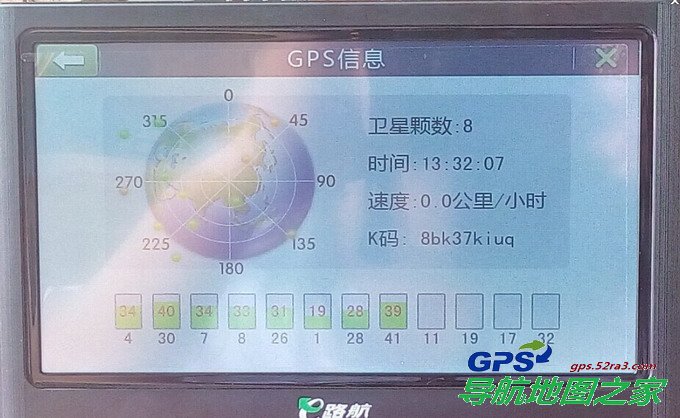 GPS信息
0
315 45
卫星颗数:8
时间:13:32:07
270 90
速度:0.0公里/小时
225 135
K码: 8bk37kiuq
180
34 40 34 33 31 19 28 39
4 30 7 8 26 1 28 41 11 19 17 32
GPS
gps.52ra3.com
导航地图之家
路航